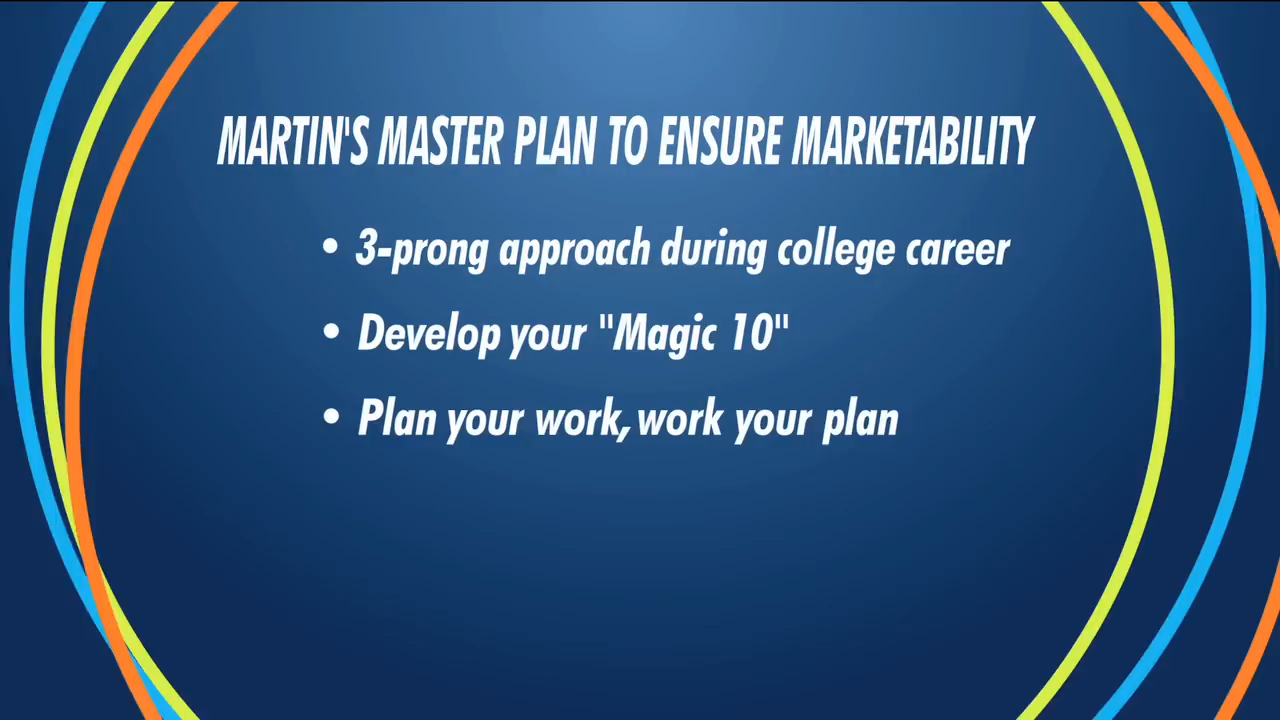 MARTIN'S MASTER PLAN TO ENSURE MARKETABILITY
• 3-prong approach during college career
• Develop your "Magic 10"
• Plan your work, work your plan